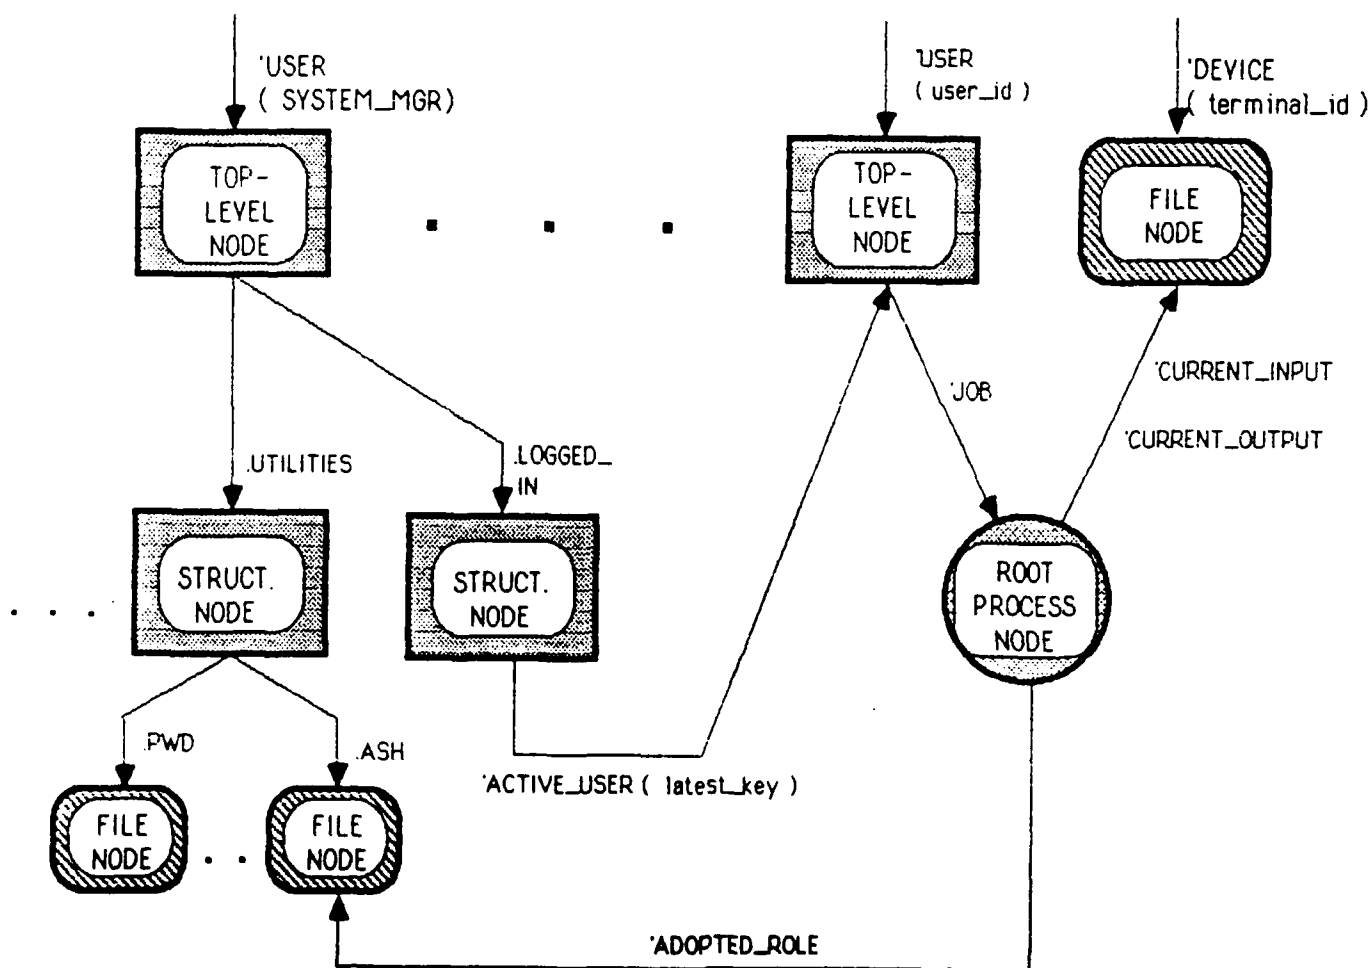 'USER
( SYSTEM_MGR)
'USER
( user_id )
'DEVICE
( terminal_id )
TOP-
LEVEL
NODE
TOP-
LEVEL
NODE
FILE
NODE
'CURRENT_INPUT
'JOB
'CURRENT_OUTPUT
.UTILITIES
.LOGGED_
IN
STRUCT.
NODE
STRUCT.
NODE
ROOT
PROCESS
NODE
.PWD
.ASH
'ACTIVE_USER ( latest_key )
FILE
NODE
FILE
NODE
'ADOPTED_ROLE